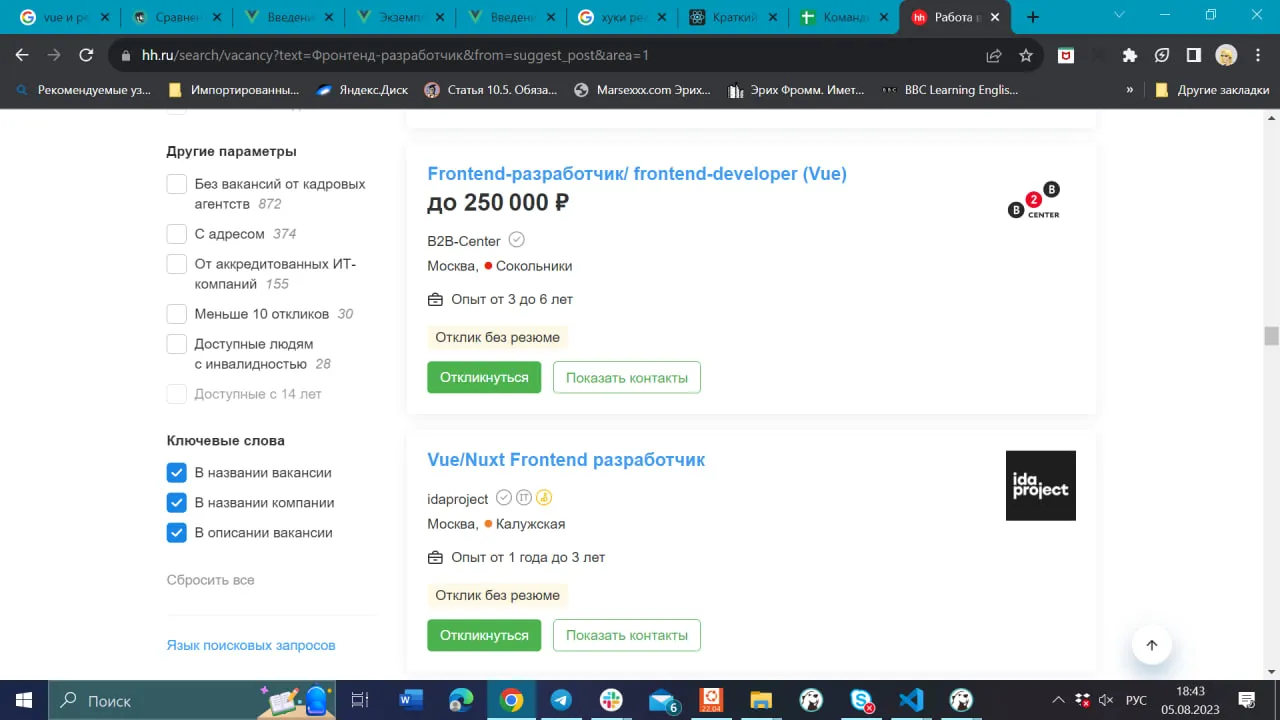 vue и ре
Сравнен
Введени
Экземпл
Введени
хуки реа
Краткий
Команд
Работа р
hh.ru/search/vacancy?text=Фронтенд-разработчик&from=suggest_post&area=1
Рекомендуемые уз...
Импортированны...
Яндекс.Диск
Статья 10.5. Обяза...
Marsexxx.com Эрих...
Эрих Фромм. Имет...
BBC Learning Englis...
»
Другие закладки
Другие параметры
Без вакансий от кадровых
агентств 872
С адресом 374
От аккредитованных ИТ-
компаний 155
Меньше 10 откликов 30
Доступные людям
с инвалидностью 28
Доступные с 14 лет
Ключевые слова
В названии вакансии
В названии компании
В описании вакансии
Сбросить все
Язык поисковых запросов
Frontend-разработчик/ frontend-developer (Vue)
до 250 000 ₽
B2B-Center
Москва, Сокольники
Опыт от 3 до 6 лет
Отклик без резюме
Откликнуться
Показать контакты
B 2 B
CENTER
Vue/Nuxt Frontend разработчик
idaproject
Москва, Калужская
Опыт от 1 года до 3 лет
Отклик без резюме
Откликнуться
Показать контакты
ida
project
Поиск
22.04
6
РУС
18:43
05.08.2023